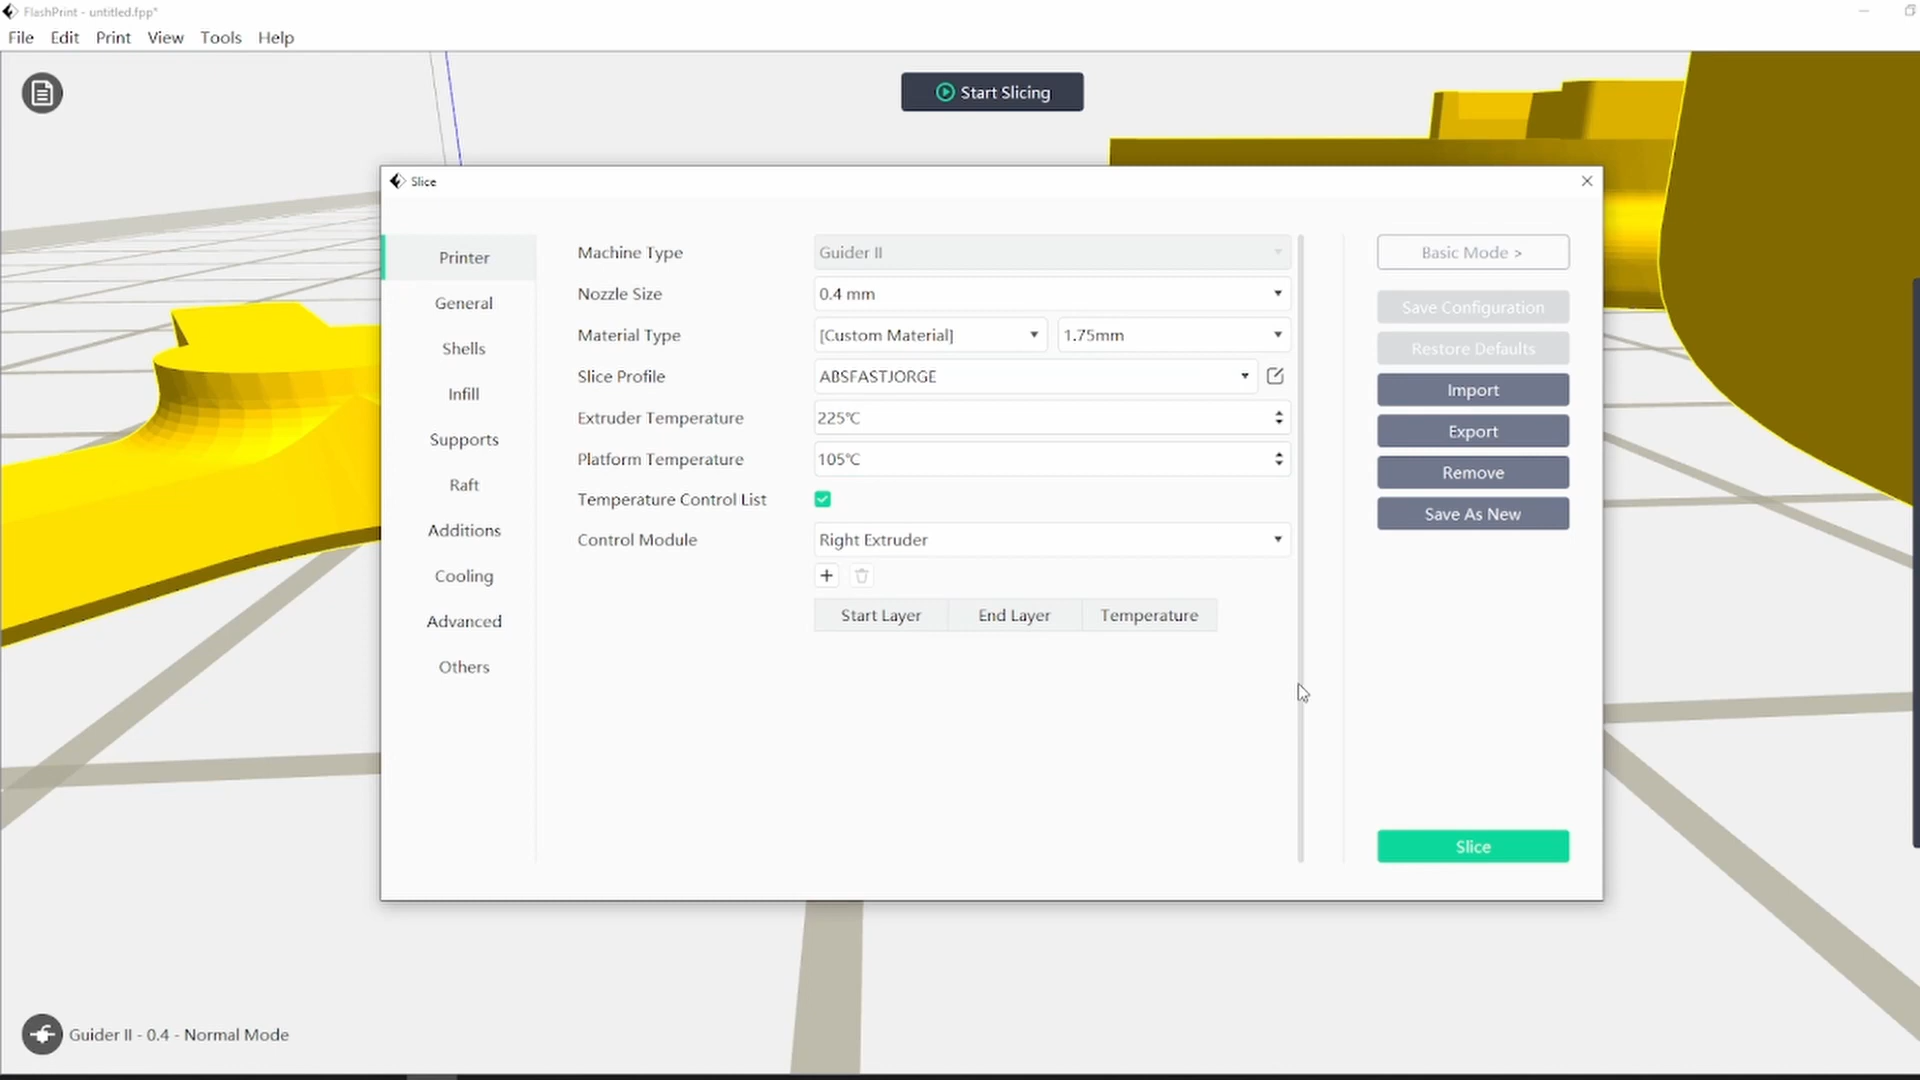 FlashPrint - untitled.fpp*
File Edit Print View Tools Help
Start Slicing
Slice
Printer
General
Shells
Infill
Supports
Raft
Additions
Cooling
Advanced
Others
Machine Type Guider II
Nozzle Size 0.4 mm
Material Type [Custom Material] 1.75mm
Slice Profile ABSFASTJORGE
Extruder Temperature 225℃
Platform Temperature 105℃
Temperature Control List
Control Module Right Extruder
Start Layer End Layer Temperature
Basic Mode >
Save Configuration
Restore Defaults
Import
Export
Remove
Save As New
Slice
Guider II - 0.4 - Normal Mode